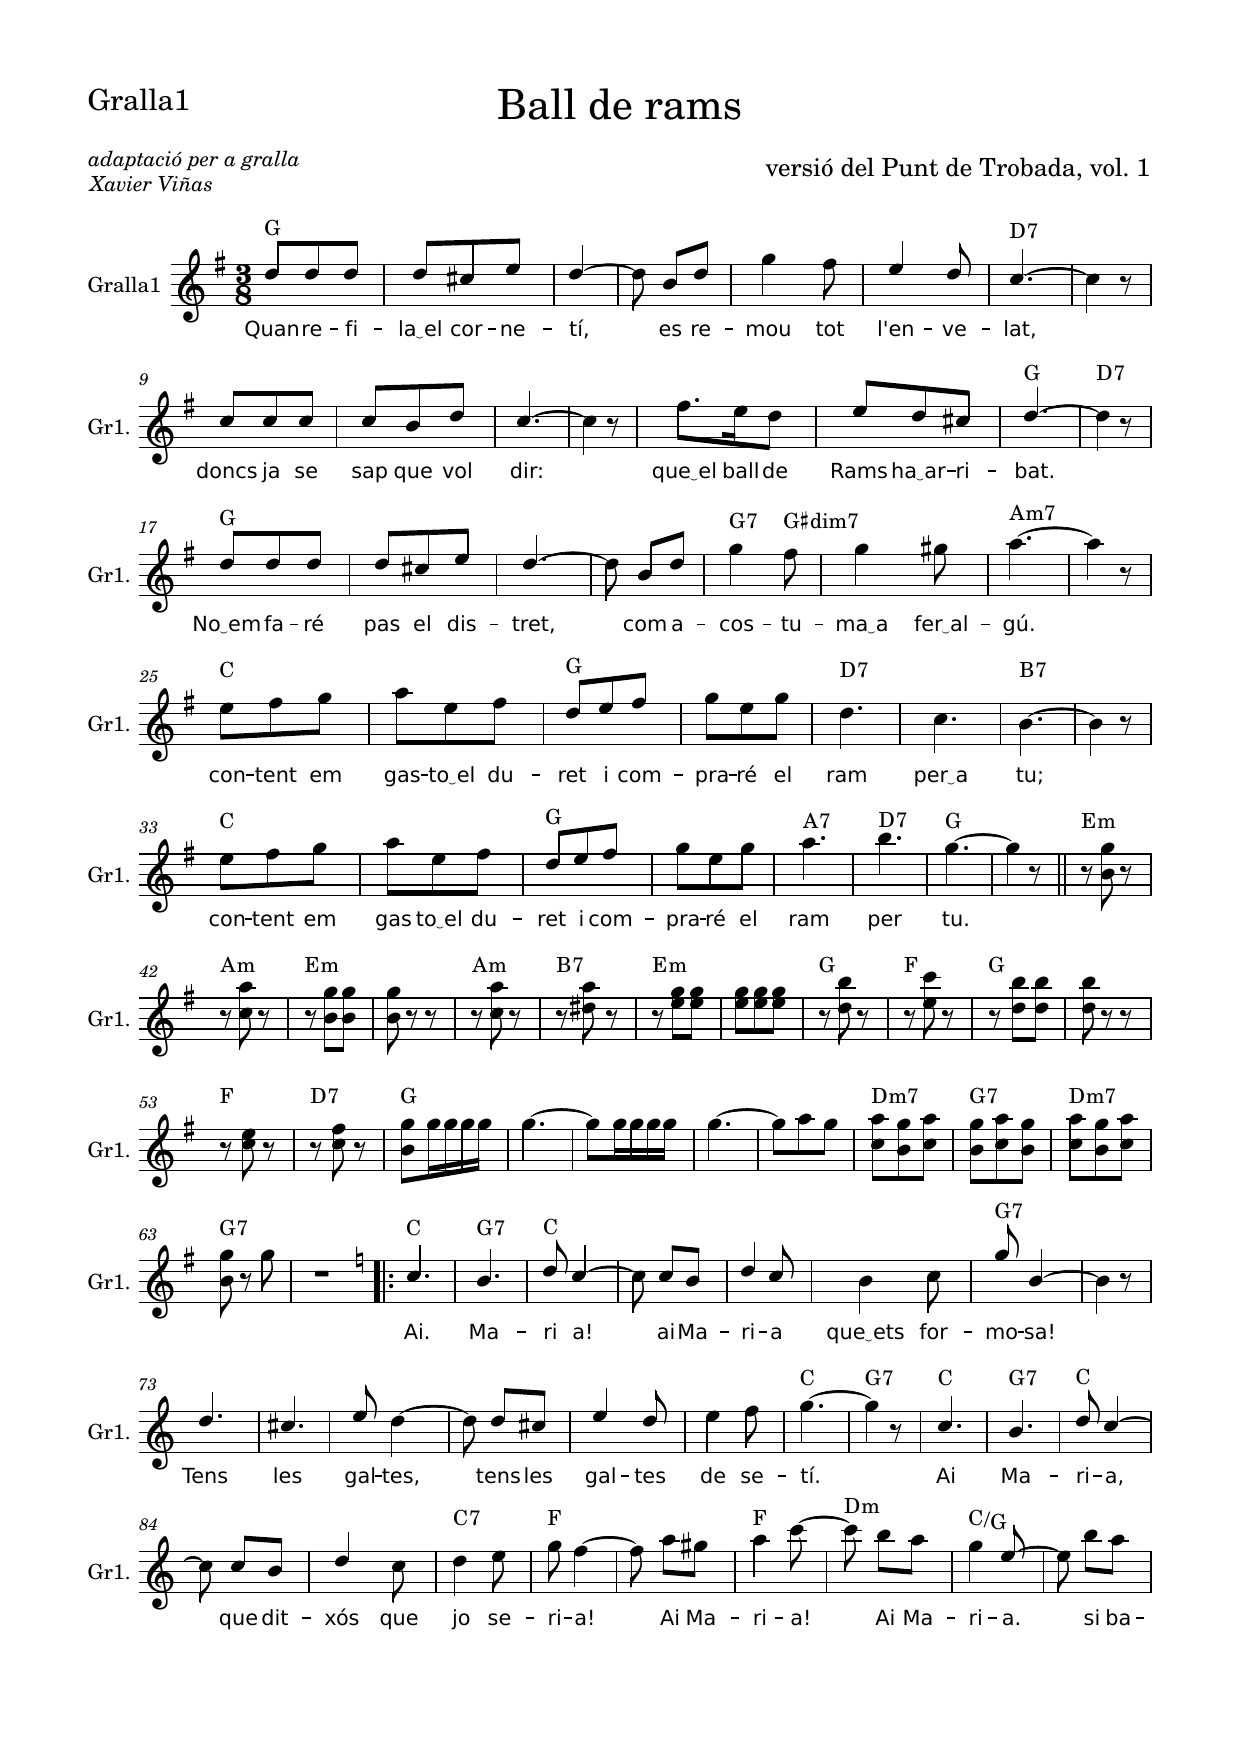 Gralla1
Ball de rams
adaptació per a gralla
Xavier Viñas
versió del Punt de Trobada, vol. 1
G D7
Gralla1
3
8
Quan re – fi – la‿el cor – ne – tí, es re – mou tot l'en – ve – lat,
9
G D7
Gr1.
doncs ja se sap que vol dir: que‿el ball de Rams ha‿ar – ri – bat.
17
G G7 G♯dim7 Am7
Gr1.
No‿em fa – ré pas el dis – tret, com a – cos – tu – ma‿a fer‿al – gú.
25
C G D7 B7
Gr1.
con – tent em gas – to‿el du – ret i com – pra – ré el ram per‿a tu;
33
C G A7 D7 G Em
Gr1.
con – tent em gas to‿el du – ret i com – pra – ré el ram per tu.
42
Am Em Am B7 Em G F G
Gr1.
53
F D7 G Dm7 G7 Dm7
Gr1.
63
G7 C G7 C G7
Gr1.
Ai. Ma – ri a! ai Ma – ri – a que‿ets for – mo – sa!
73
C G7 C G7 C
Gr1.
Tens les gal – tes, tens les gal – tes de se – tí. Ai Ma – ri – a,
84
C7 F F Dm C/G
Gr1.
que dit – xós que jo se – ri – a! Ai Ma – ri – a! Ai Ma – ri – a. si ba –